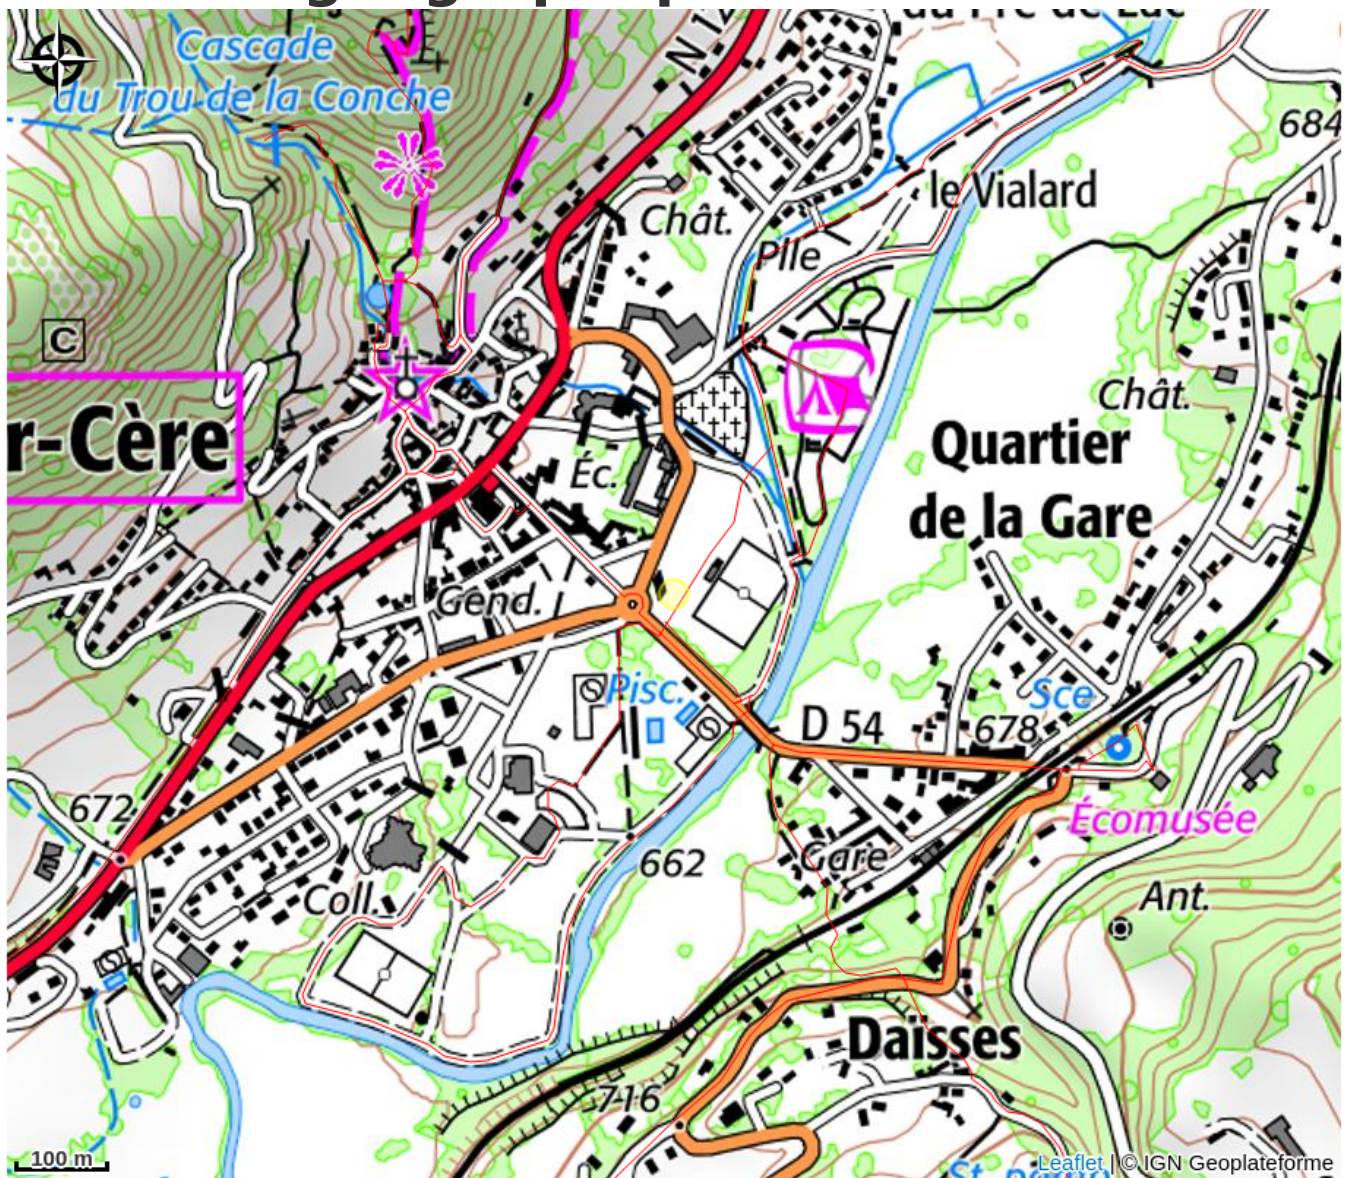 Cascade
du Trou de la Conche
N 12
684
le Vialard
Chât.
Pile
C
Chât.
r-Cère
Quartier
de la Gare
Éc.
Gend.
Pisc.
Sce
D 54
678
672
Écomusée
662
Gare
Coll.
Ant.
Daïsses
716
100 m
Leaflet | © IGN Geoplateforme